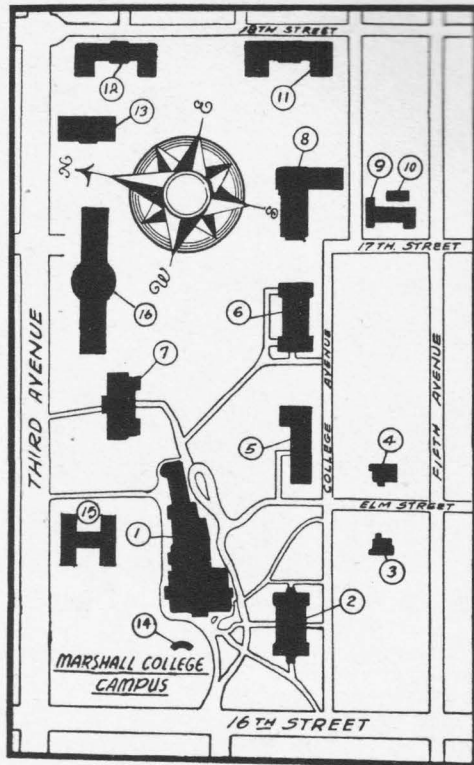 18TH STREET
12
11
13
8
9
10
E
N
S
W
17TH. STREET
16
6
7
THIRD AVENUE
COLLEGE AVENUE
FIFTH AVENUE
5
4
ELM STREET
15
1
3
2
14
MARSHALL COLLEGE
CAMPUS
16TH STREET